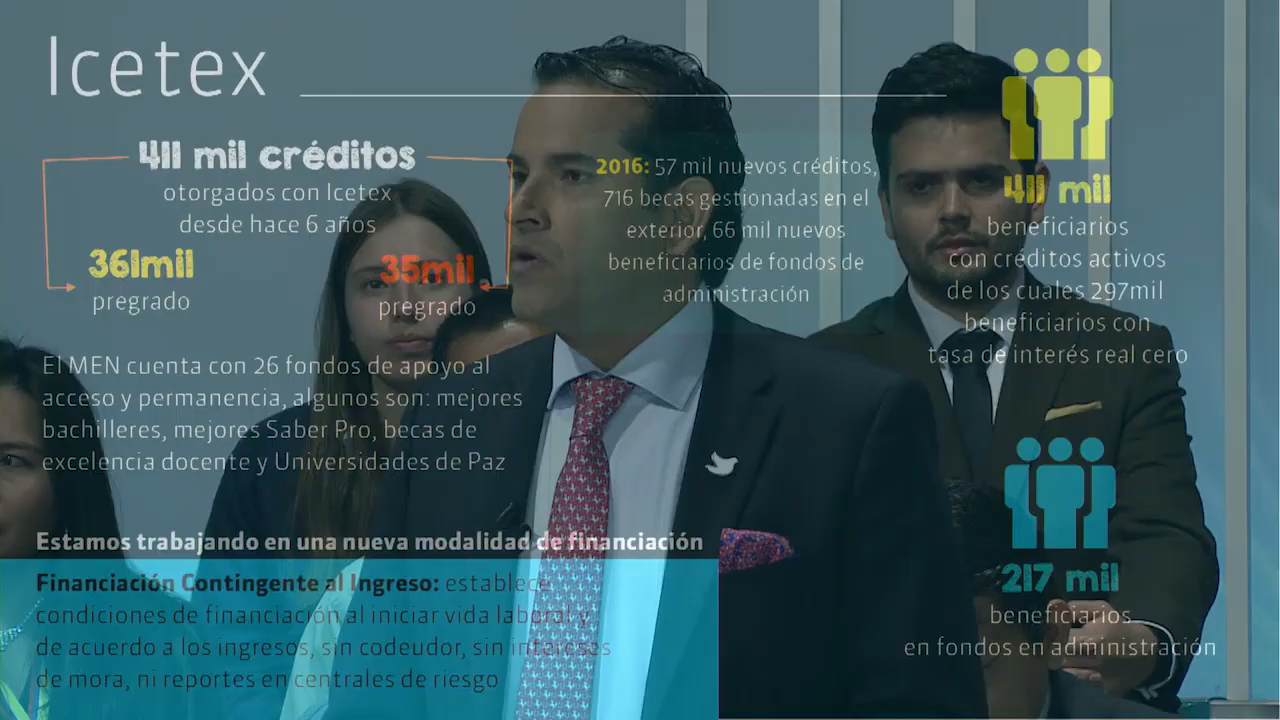 Icetex
411 mil créditos
otorgados con Icetex
desde hace 6 años
361mil
pregrado
35mil
pregrado
2016: 57 mil nuevos créditos,
716 becas gestionadas en el
exterior, 66 mil nuevos
beneficiarios de fondos de
administración
411 mil
beneficiarios
con créditos activos
de los cuales 297mil
beneficiarios con
tasa de interés real cero
El MEN cuenta con 26 fondos de apoyo al
acceso y permanencia, algunos son: mejores
bachilleres, mejores Saber Pro, becas de
excelencia docente y Universidades de Paz
217 mil
beneficiarios
en fondos en administración
Estamos trabajando en una nueva modalidad de financiación
Financiación Contingente al Ingreso: establece
condiciones de financiación al iniciar vida laboral y
de acuerdo a los ingresos, sin codeudor, sin intereses
de mora, ni reportes en centrales de riesgo